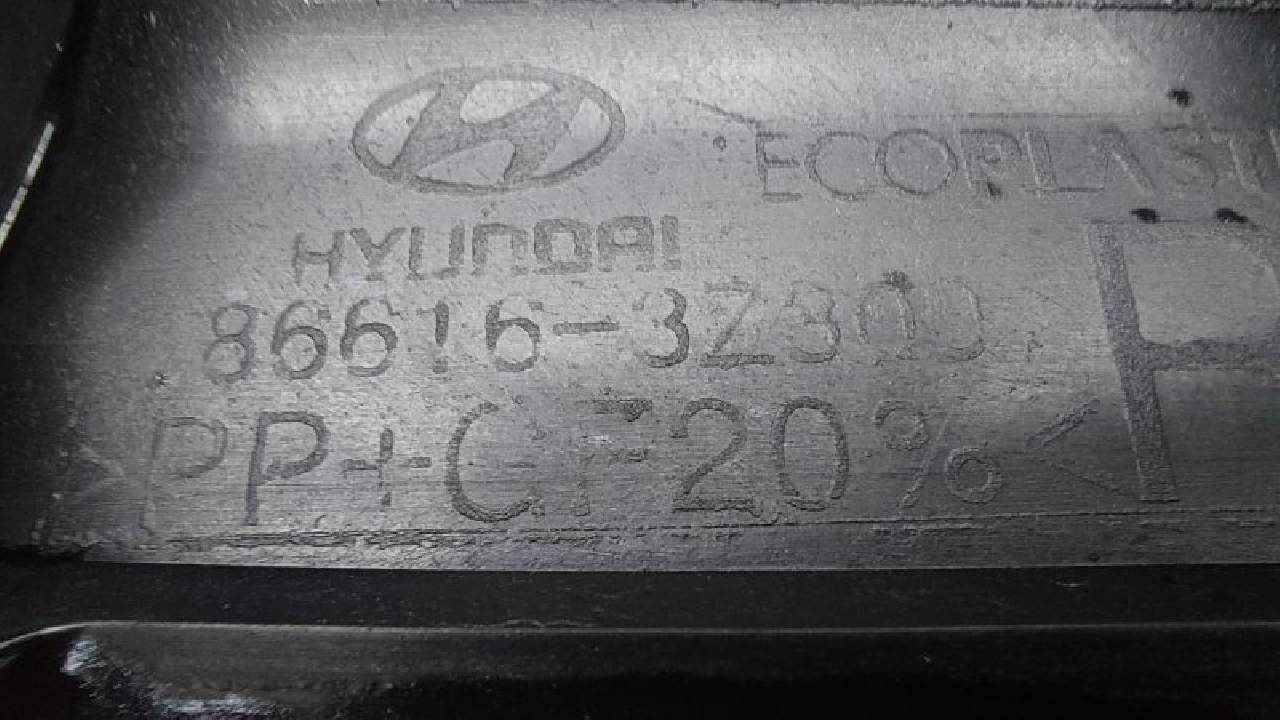 ECOPLAST
HYUNDAI
86616-3Z300
>PP+GF20%<